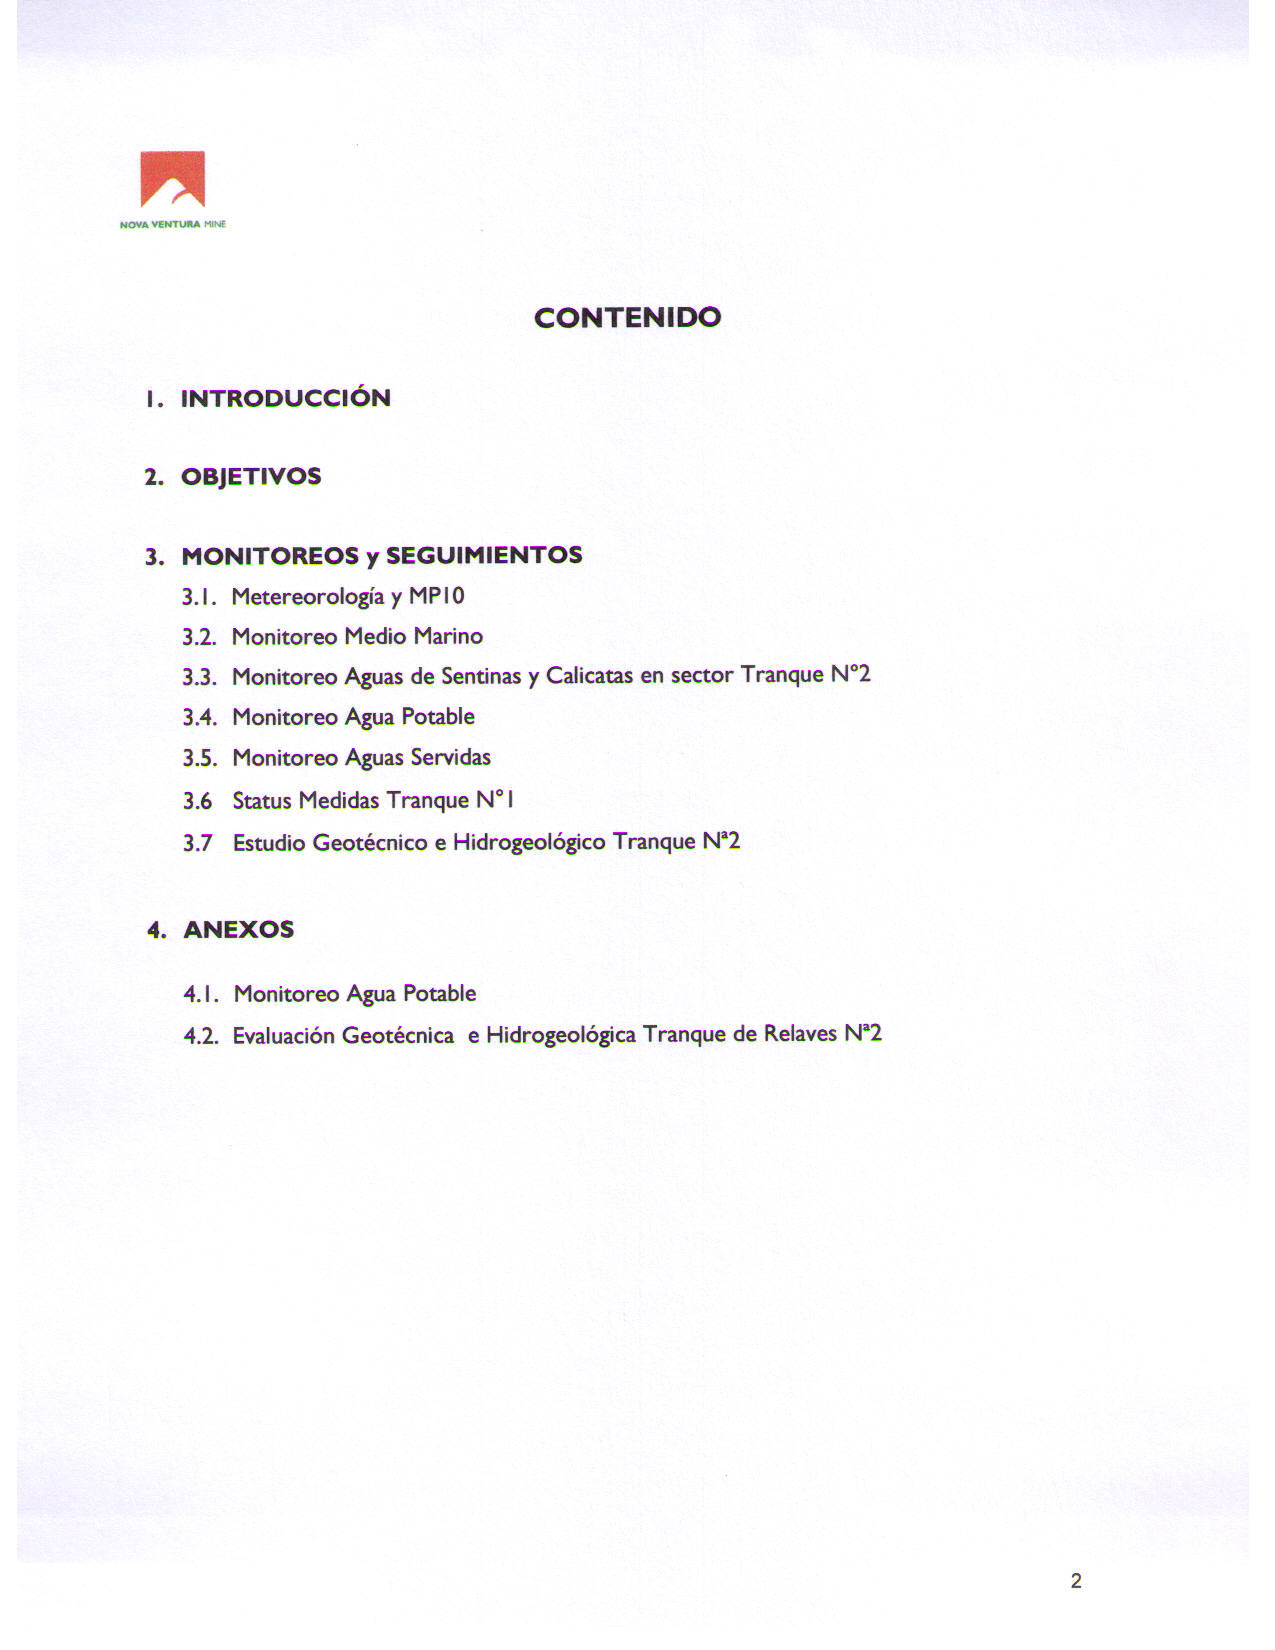 NOVA VENTURA MINE
CONTENIDO
1. INTRODUCCIÓN
2. OBJETIVOS
3. MONITOREOS y SEGUIMIENTOS
3.1. Metereorología y MP10
3.2. Monitoreo Medio Marino
3.3. Monitoreo Aguas de Sentinas y Calicatas en sector Tranque N°2
3.4. Monitoreo Agua Potable
3.5. Monitoreo Aguas Servidas
3.6 Status Medidas Tranque N°1
3.7 Estudio Geotécnico e Hidrogeológico Tranque Nª2
4. ANEXOS
4.1. Monitoreo Agua Potable
4.2. Evaluación Geotécnica e Hidrogeológica Tranque de Relaves Nª2
2